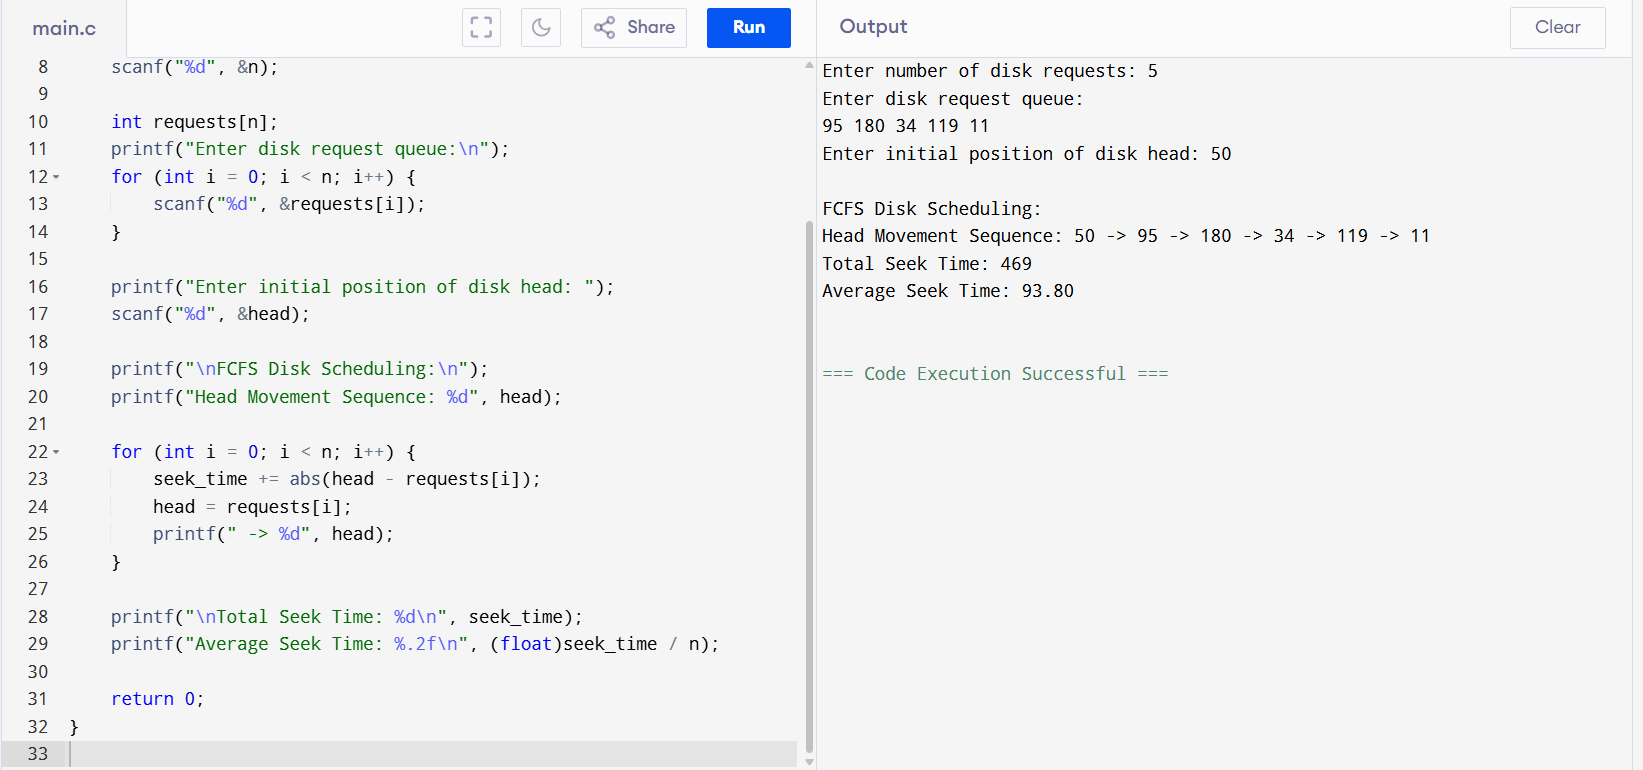 main.c
Share
Run
Output
Clear
8 scanf("%d", &n);
9
10 int requests[n];
11 printf("Enter disk request queue:\n");
12 for (int i = 0; i < n; i++) {
13 scanf("%d", &requests[i]);
14 }
15
16 printf("Enter initial position of disk head: ");
17 scanf("%d", &head);
18
19 printf("\nFCFS Disk Scheduling:\n");
20 printf("Head Movement Sequence: %d", head);
21
22 for (int i = 0; i < n; i++) {
23 seek_time += abs(head - requests[i]);
24 head = requests[i];
25 printf(" -> %d", head);
26 }
27
28 printf("\nTotal Seek Time: %d\n", seek_time);
29 printf("Average Seek Time: %.2f\n", (float)seek_time / n);
30
31 return 0;
32 }
33
Enter number of disk requests: 5
Enter disk request queue:
95 180 34 119 11
Enter initial position of disk head: 50
FCFS Disk Scheduling:
Head Movement Sequence: 50 -> 95 -> 180 -> 34 -> 119 -> 11
Total Seek Time: 469
Average Seek Time: 93.80
=== Code Execution Successful ===